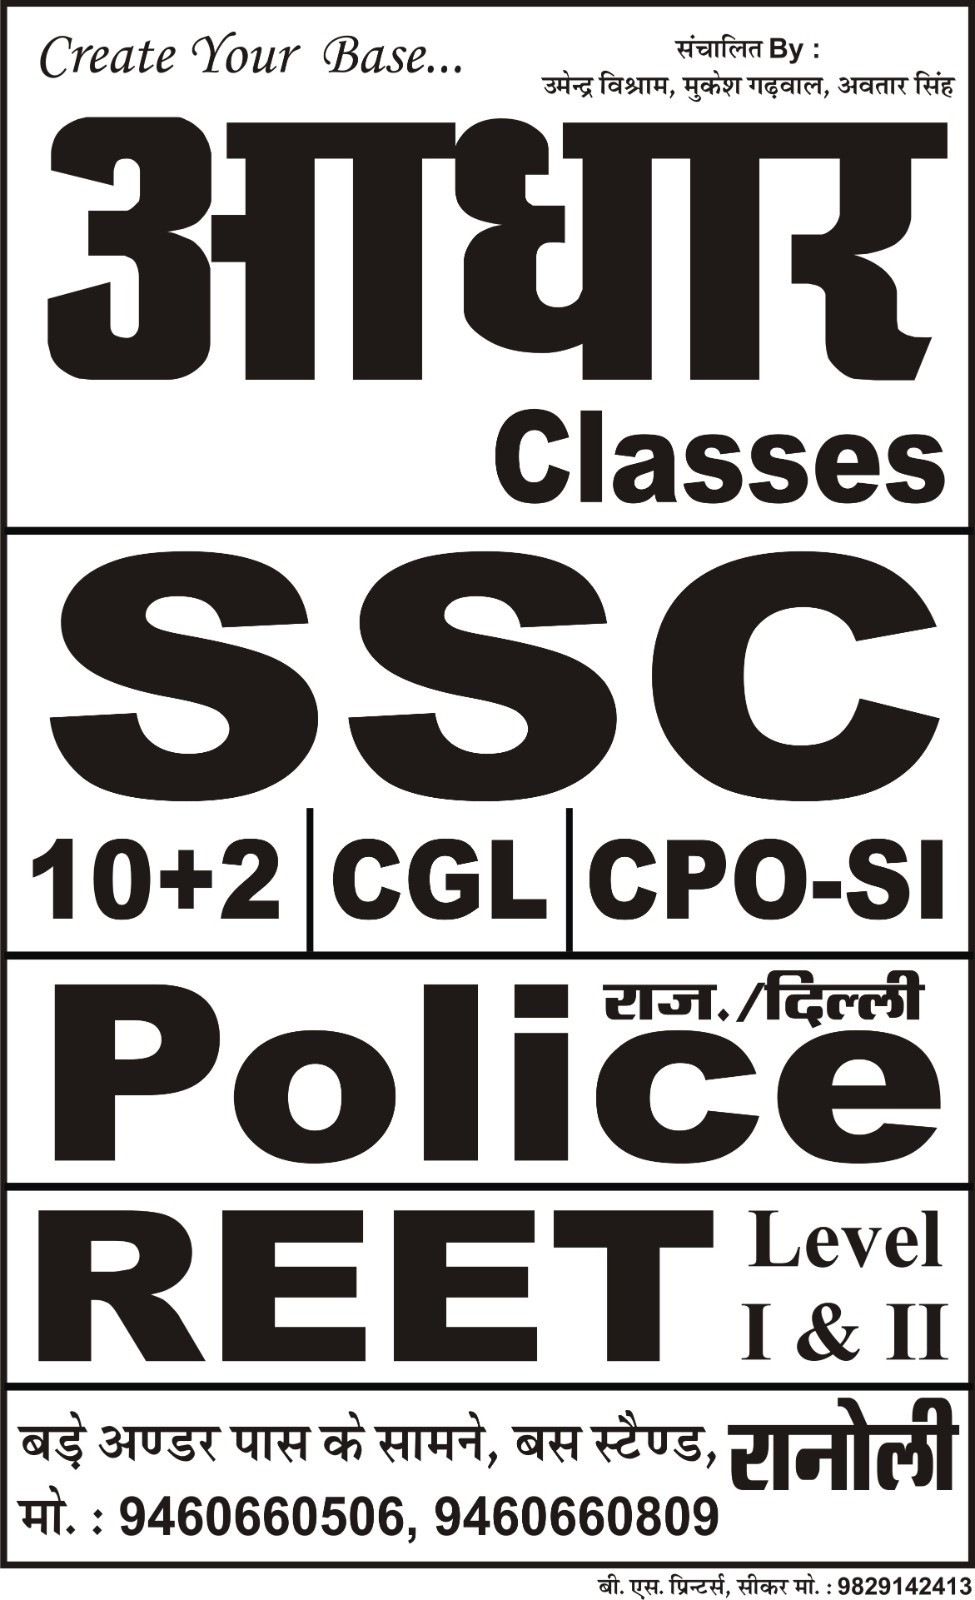 Create Your Base...
संचालित By :
उमेन्द्र विश्राम, मुकेश गढ़वाल, अवतार सिंह
आधार
Classes
SSC
10+2 CGL CPO-SI
राज./दिल्ली
Police
REET Level
I & II
बड़े अण्डर पास के सामने, बस स्टैण्ड, रानोली
मो. : 9460660506, 9460660809
बी. एस. प्रिन्टर्स, सीकर मो. : 9829142413